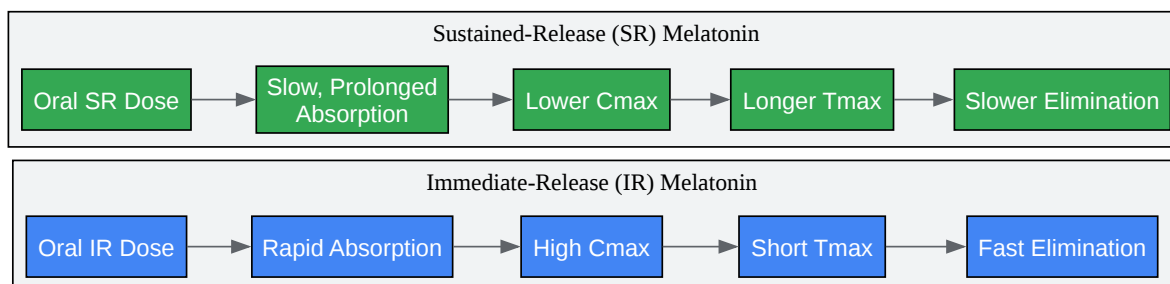 Sustained-Release (SR) Melatonin
Oral SR Dose
Slow, Prolonged
Absorption
Lower Cmax
Longer Tmax
Slower Elimination
Immediate-Release (IR) Melatonin
Oral IR Dose
Rapid Absorption
High Cmax
Short Tmax
Fast Elimination